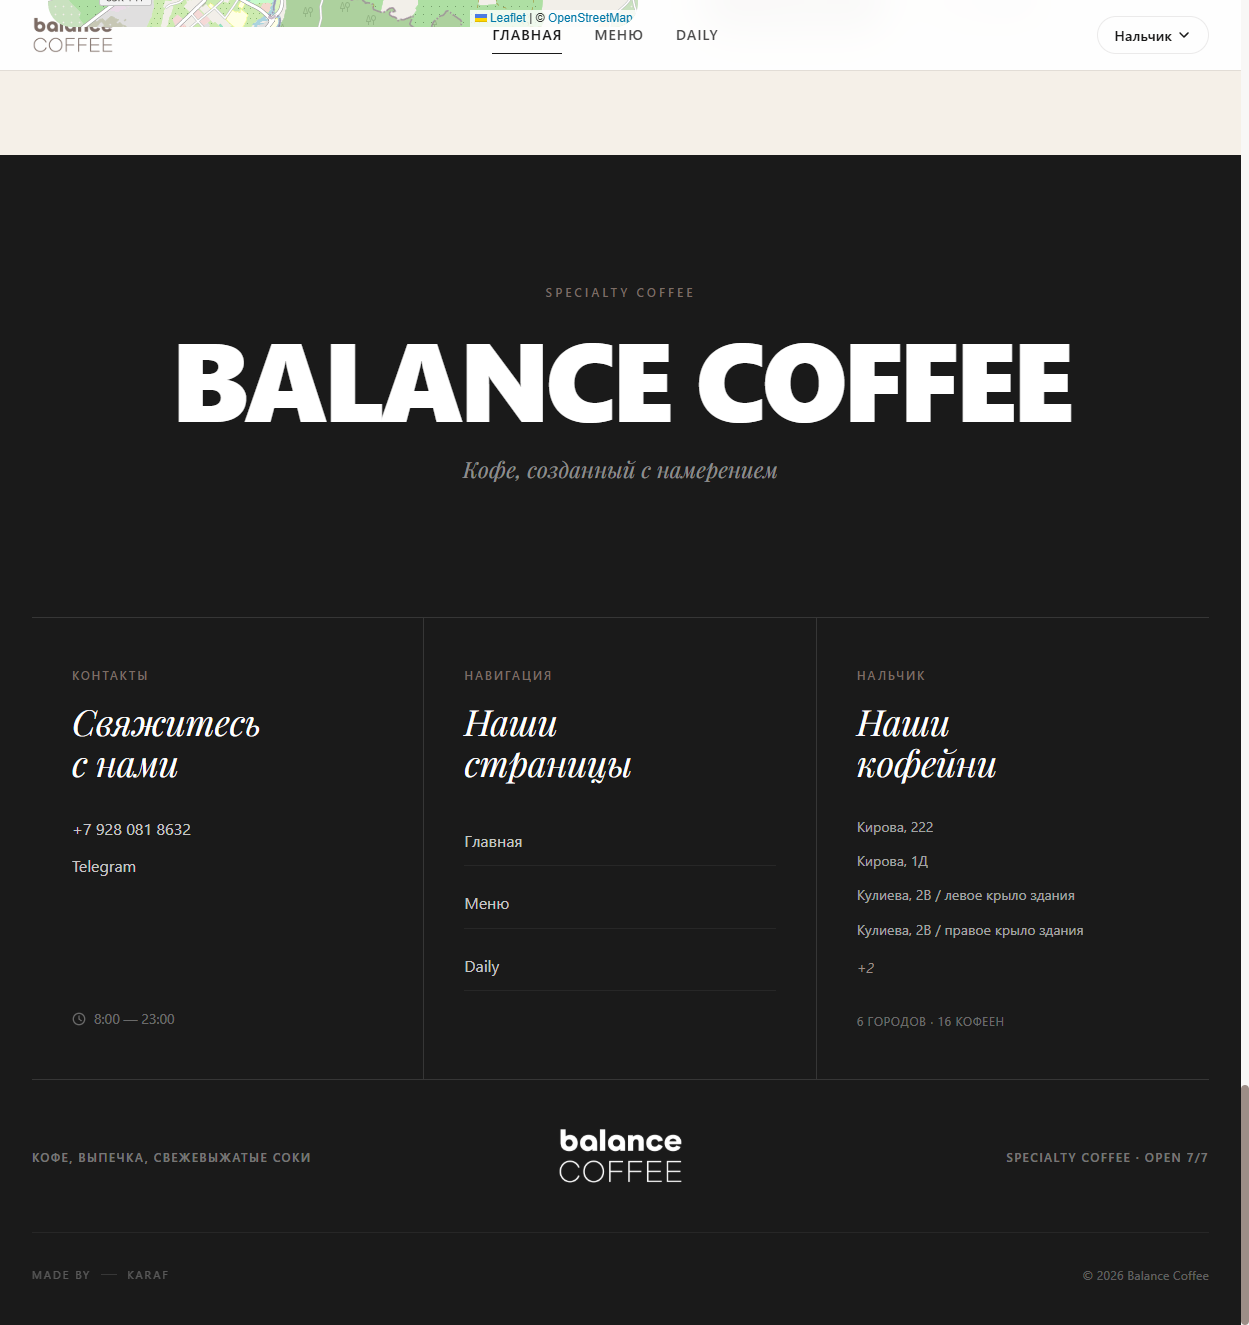 Leaflet | © OpenStreetMap
balance
COFFEE
ГЛАВНАЯ
МЕНЮ
DAILY
Нальчик
SPECIALTY COFFEE
BALANCE COFFEE
Кофе, созданный с намерением
КОНТАКТЫ
Свяжитесь
с нами
+7 928 081 8632
Telegram
8:00 — 23:00
НАВИГАЦИЯ
Наши
страницы
Главная
Меню
Daily
НАЛЬЧИК
Наши
кофейни
Кирова, 222
Кирова, 1Д
Кулиева, 2В / левое крыло здания
Кулиева, 2В / правое крыло здания
+2
6 ГОРОДОВ · 16 КОФЕЕН
КОФЕ, ВЫПЕЧКА, СВЕЖЕВЫЖАТЫЕ СОКИ
balance
COFFEE
SPECIALTY COFFEE · OPEN 7/7
MADE BY — KARAF
© 2026 Balance Coffee